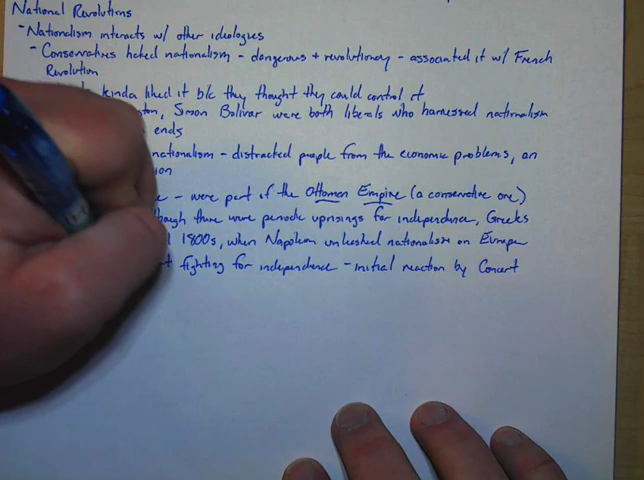 National Revolutions
- Nationalism interacts w/ other ideologies
- Conservatives hated nationalism - dangerous + revolutionary - associated it w/ French
Revolution
kinda liked it b/c they thought they could control it
Simon Bolivar were both liberals who harnessed nationalism
ends
nationalism - distracted people from the economic problems, an
- were part of the Ottoman Empire (a conservative one)
though there were periodic uprisings for independence, Greeks
1800s, when Napoleon unleashed nationalism on Europe
fighting for independence - initial reaction by Concert